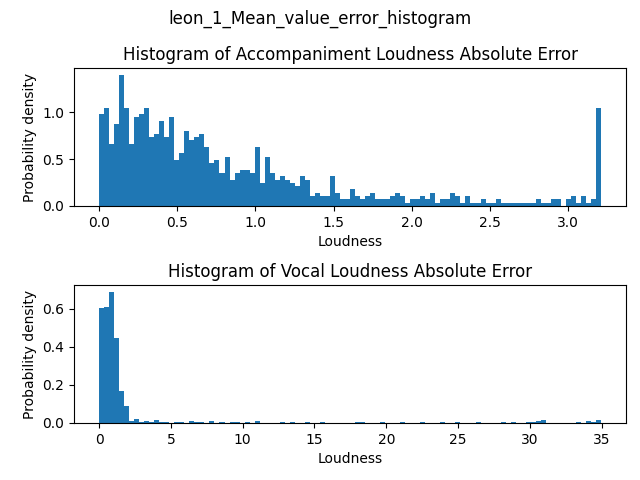 leon_1_Mean_value_error_histogram
Histogram of Accompaniment Loudness Absolute Error
Probability density
1.0
0.5
0.0
0.0 0.5 1.0 1.5 2.0 2.5 3.0
Loudness
Histogram of Vocal Loudness Absolute Error
Probability density
0.6
0.4
0.2
0.0
0 5 10 15 20 25 30 35
Loudness